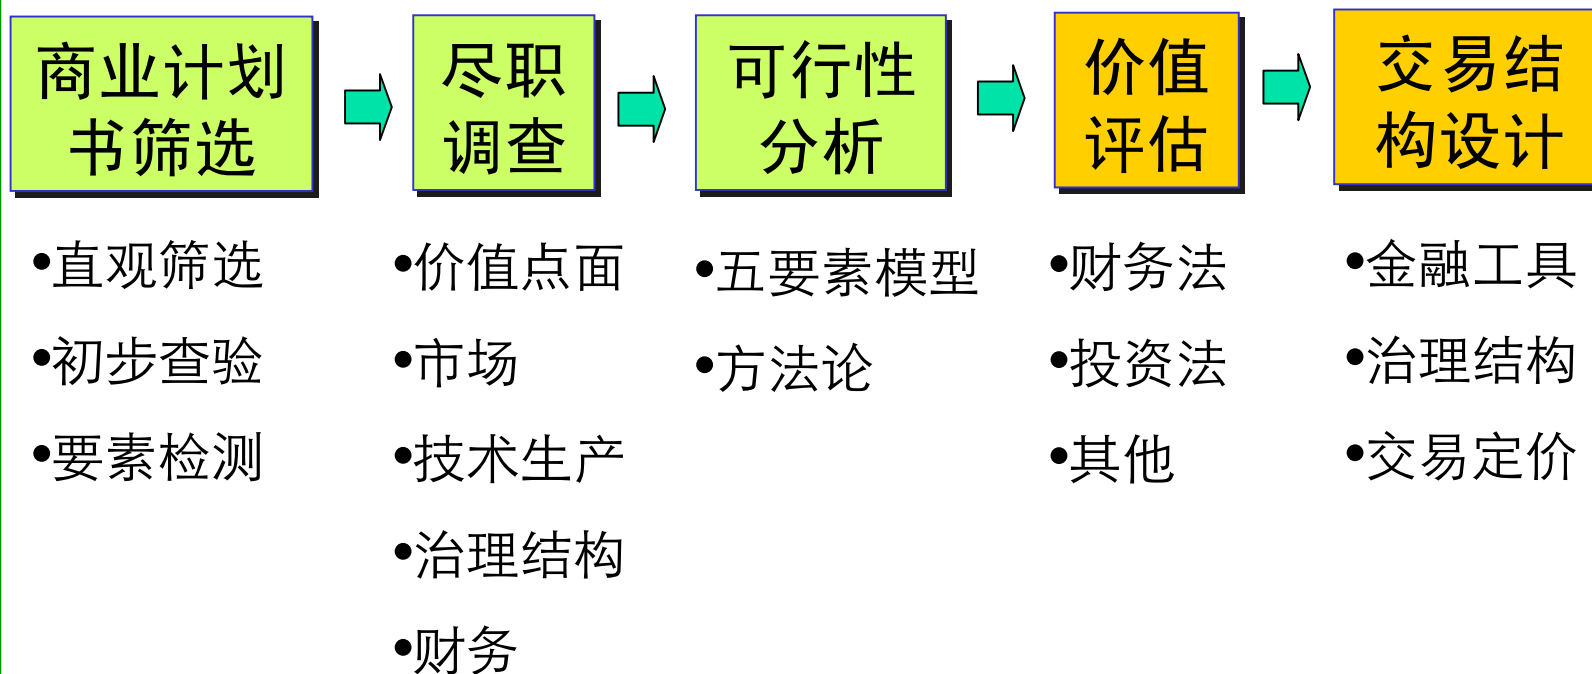 商业计划
书筛选
尽职
调查
可行性
分析
价值
评估
交易结
构设计
•直观筛选
•初步查验
•要素检测
•价值点面
•市场
•技术生产
•治理结构
•财务
•五要素模型
•方法论
•财务法
•投资法
•其他
•金融工具
•治理结构
•交易定价